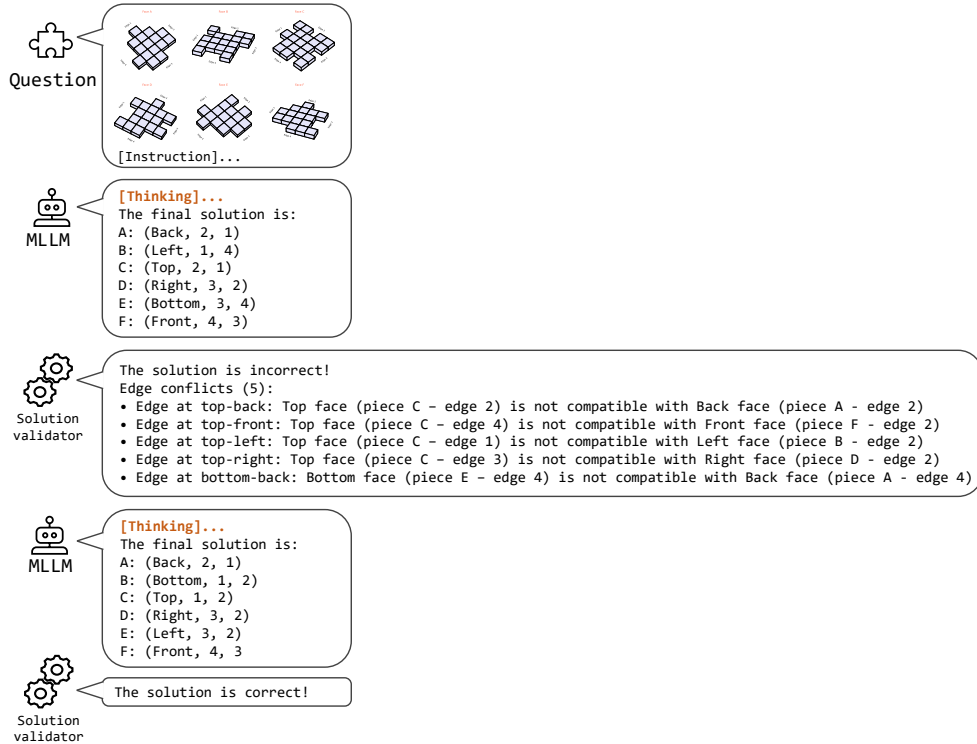 Question
[Instruction]...
MLLM
[Thinking]...
The final solution is:
A: (Back, 2, 1)
B: (Left, 1, 4)
C: (Top, 2, 1)
D: (Right, 3, 2)
E: (Bottom, 3, 4)
F: (Front, 4, 3)
Solution
validator
The solution is incorrect!
Edge conflicts (5):
• Edge at top-back: Top face (piece C – edge 2) is not compatible with Back face (piece A - edge 2)
• Edge at top-front: Top face (piece C – edge 4) is not compatible with Front face (piece F - edge 2)
• Edge at top-left: Top face (piece C – edge 1) is not compatible with Left face (piece B - edge 2)
• Edge at top-right: Top face (piece C – edge 3) is not compatible with Right face (piece D - edge 2)
• Edge at bottom-back: Bottom face (piece E – edge 4) is not compatible with Back face (piece A - edge 4)
MLLM
[Thinking]...
The final solution is:
A: (Back, 2, 1)
B: (Bottom, 1, 2)
C: (Top, 1, 2)
D: (Right, 3, 2)
E: (Left, 3, 2)
F: (Front, 4, 3
Solution
validator
The solution is correct!